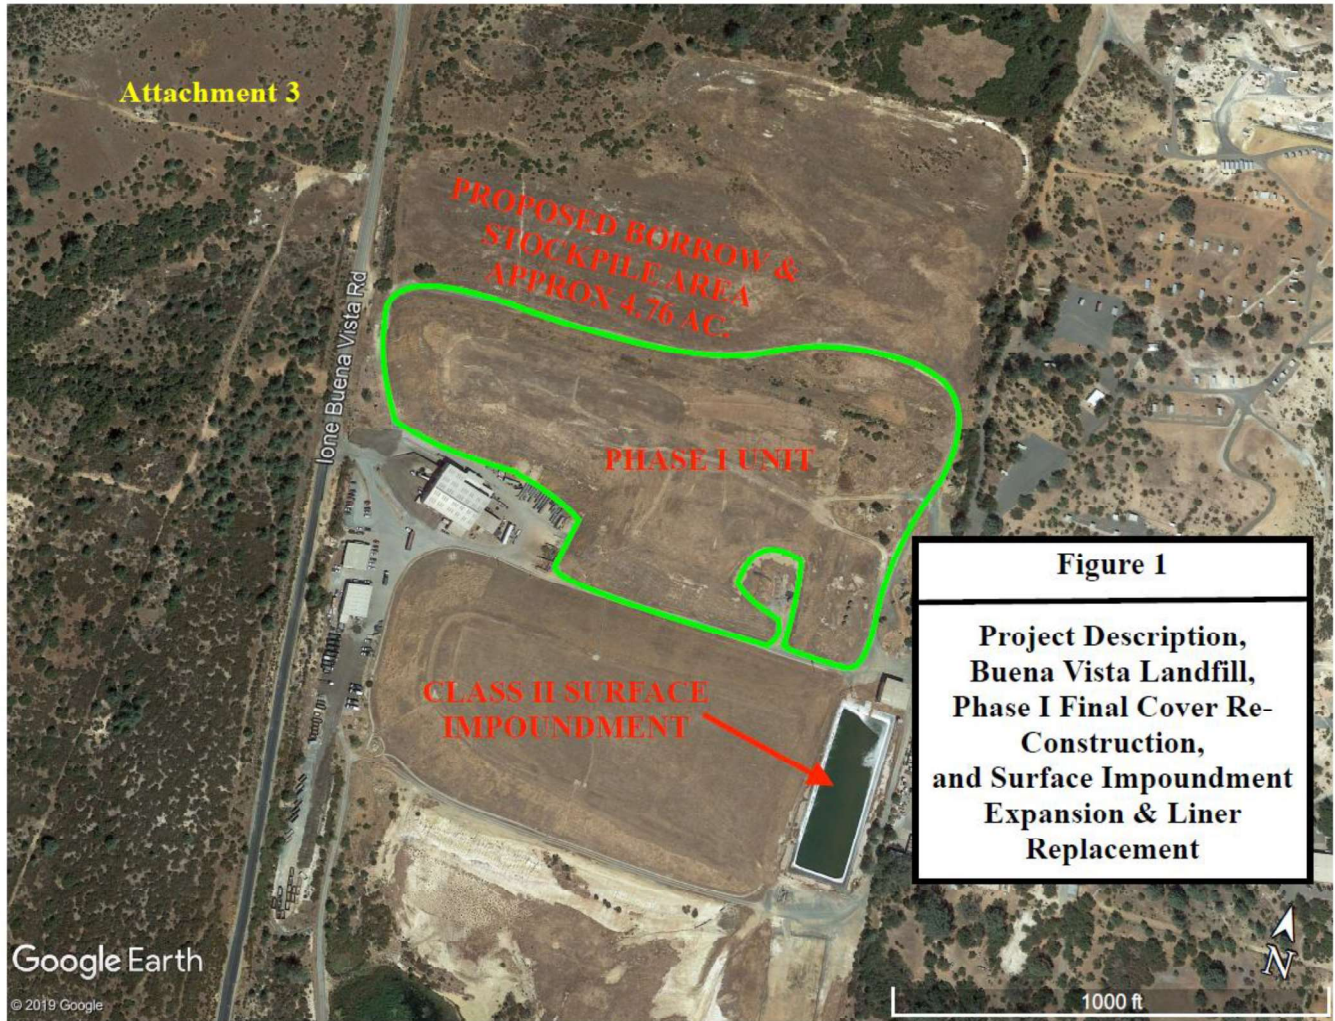 Attachment 3
PROPOSED BORROW &
STOCKPILE AREA
APPROX 4.76 AC.
Ione Buena Vista Rd
PHASE I UNIT
CLASS II SURFACE
IMPOUNDMENT
Figure 1
Project Description,
Buena Vista Landfill,
Phase I Final Cover Re-
Construction,
and Surface Impoundment
Expansion & Liner
Replacement
Google Earth
© 2019 Google
N
1000 ft